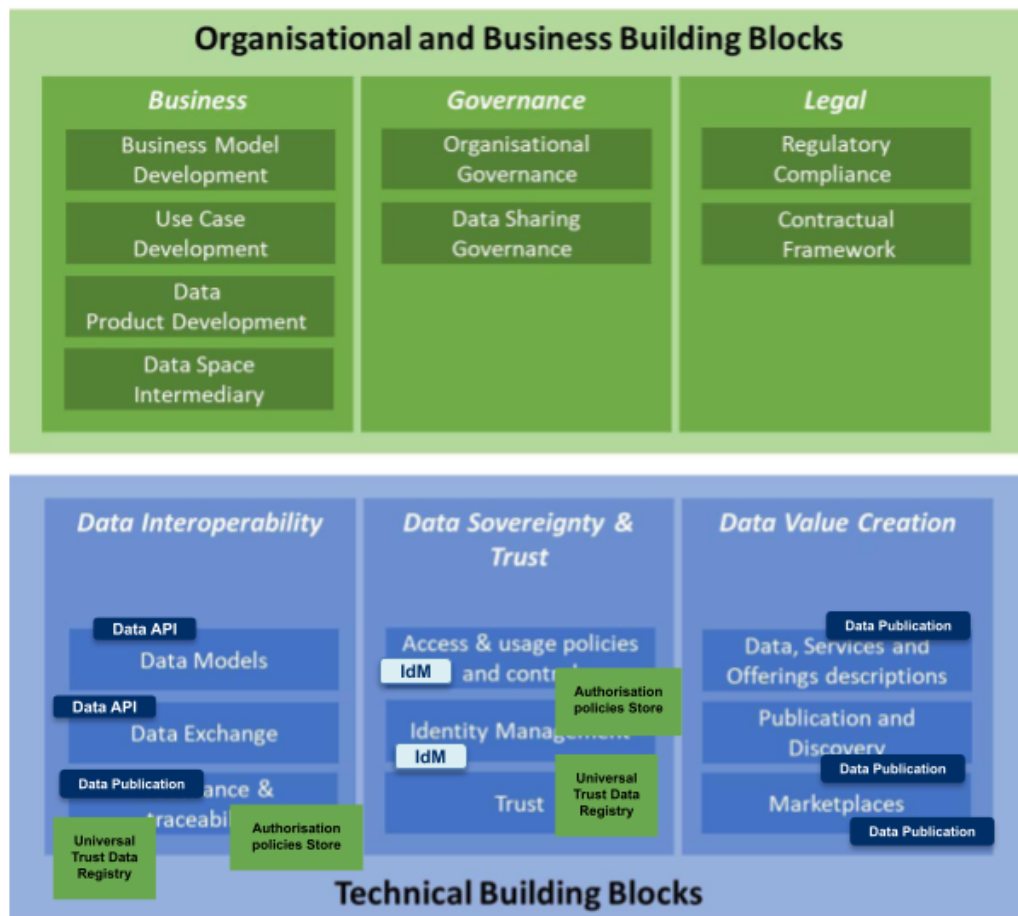 Organisational and Business Building Blocks
Business
Business Model
Development
Use Case
Development
Data
Product Development
Data Space
Intermediary
Governance
Organisational
Governance
Data Sharing
Governance
Legal
Regulatory
Compliance
Contractual
Framework
Data Interoperability
Data API
Data Models
Data API
Data Exchange
Data Publication
&
Universal
Trust Data
Registry
Authorisation
policies Store
Data Sovereignty &
Trust
Access & usage policies
IdM
and
Authorisation
policies Store
Identity
IdM
Universal
Trust Data
Registry
Trust
Data Value Creation
Data Publication
Data, Services and
Offerings descriptions
Publication and
Discovery
Data Publication
Marketplaces
Data Publication
Technical Building Blocks